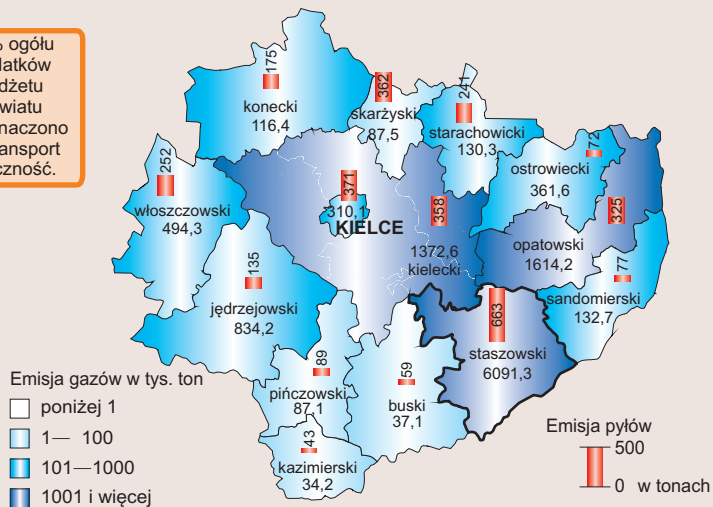 ogółu
datków
dżetu
wiatu
naczono
transport
czność.
175
konecki
116,4
362
skarżyski
87,5
241
starachowicki
130,3
72
ostrowiecki
361,6
252
włoszczowski
494,3
371
310,1
KIELCE
358
1372,6
kielecki
325
opatowski
1614,2
77
sandomierski
132,7
135
jędrzejowski
834,2
663
staszowski
6091,3
89
pińczowski
87,1
59
buski
37,1
43
kazimierski
34,2
Emisja gazów w tys. ton
poniżej 1
1— 100
101—1000
1001 i więcej
Emisja pyłów
500
0 w tonach